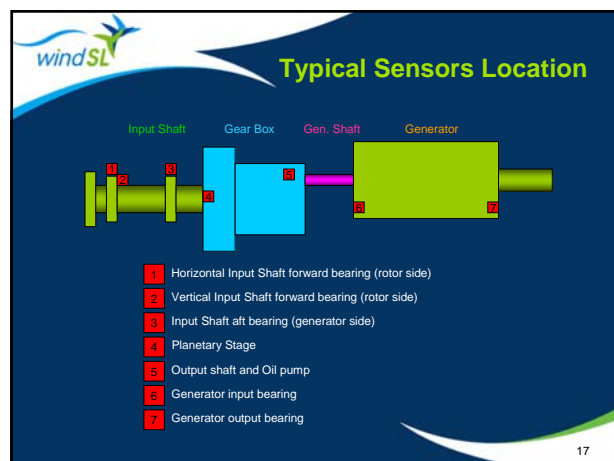 windSL
Typical Sensors Location
Input Shaft Gear Box Gen. Shaft Generator
1 3
2
5
4
6 7
1 Horizontal Input Shaft forward bearing (rotor side)
2 Vertical Input Shaft forward bearing (rotor side)
3 Input Shaft aft bearing (generator side)
4 Planetary Stage
5 Output shaft and Oil pump
6 Generator input bearing
7 Generator output bearing
17